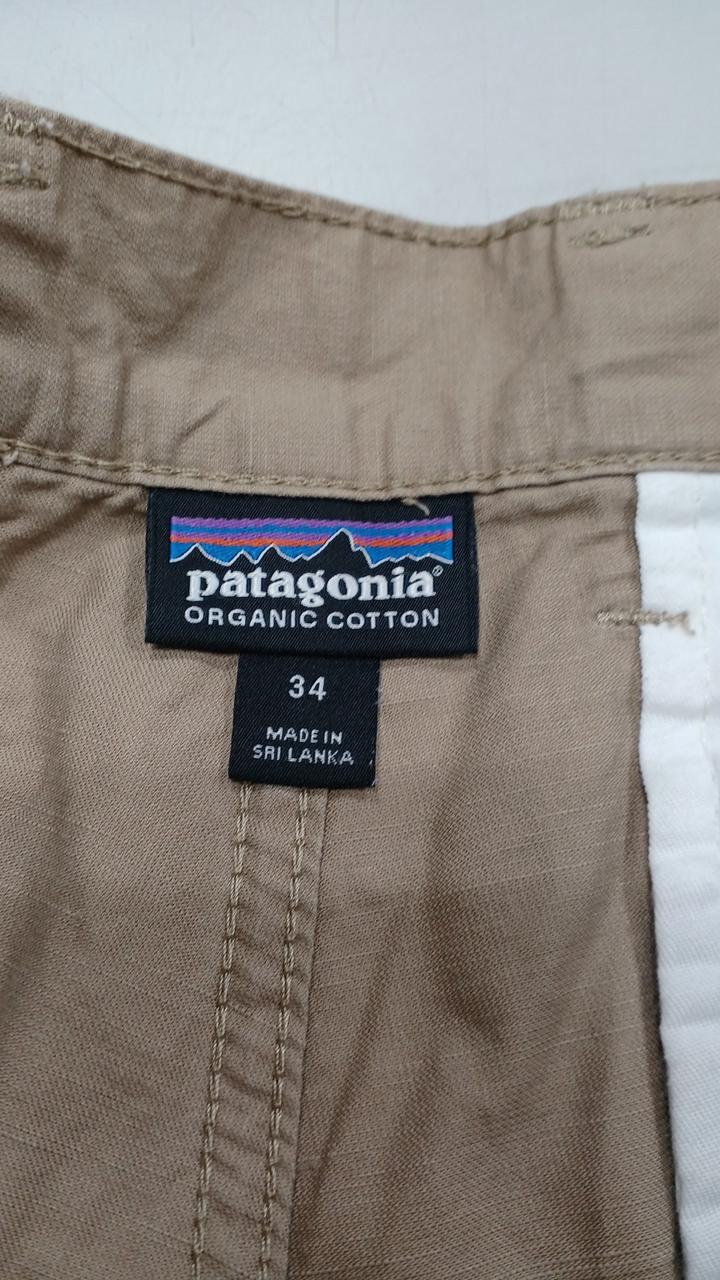 patagonia®
ORGANIC COTTON
34
MADE IN
SRI LANKA